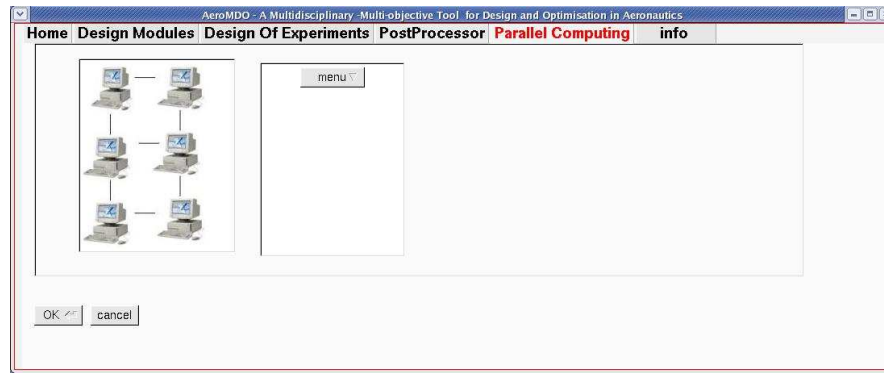 AeroMDO - A Multidisciplinary -Multi-objective Tool for Design and Optimisation in Aeronautics
Home Design Modules Design Of Experiments PostProcessor Parallel Computing info
menu
OK cancel